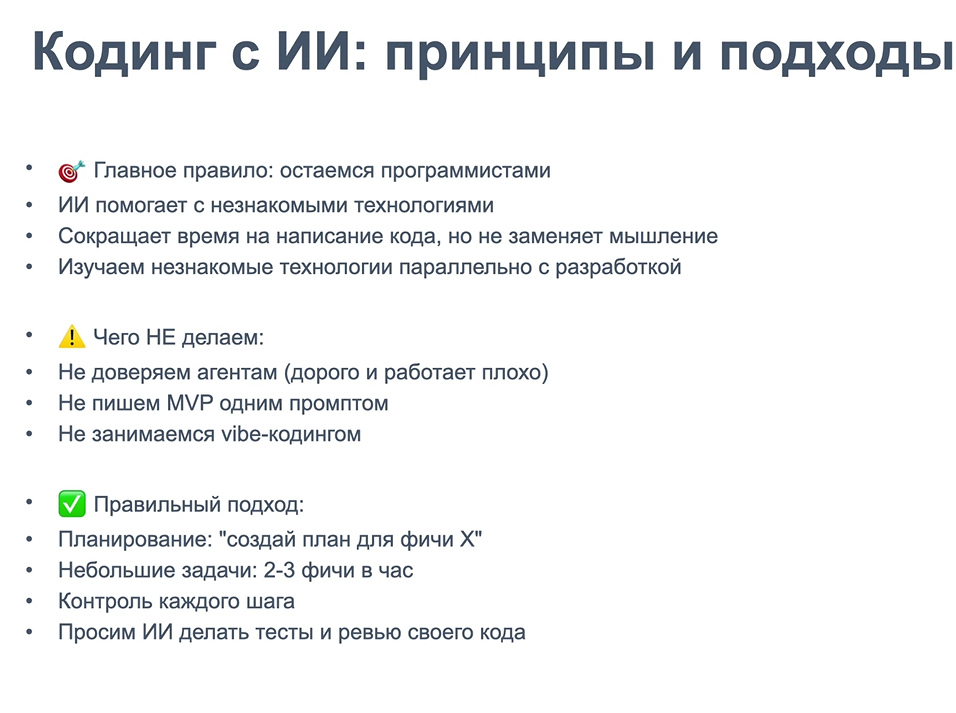 Кодинг с ИИ: принципы и подходы
• 🎯 Главное правило: остаемся программистами
• ИИ помогает с незнакомыми технологиями
• Сокращает время на написание кода, но не заменяет мышление
• Изучаем незнакомые технологии параллельно с разработкой
• ⚠️ Чего НЕ делаем:
• Не доверяем агентам (дорого и работает плохо)
• Не пишем MVP одним промптом
• Не занимаемся vibe-кодингом
• ✅ Правильный подход:
• Планирование: "создай план для фичи X"
• Небольшие задачи: 2-3 фичи в час
• Контроль каждого шага
• Просим ИИ делать тесты и ревью своего кода